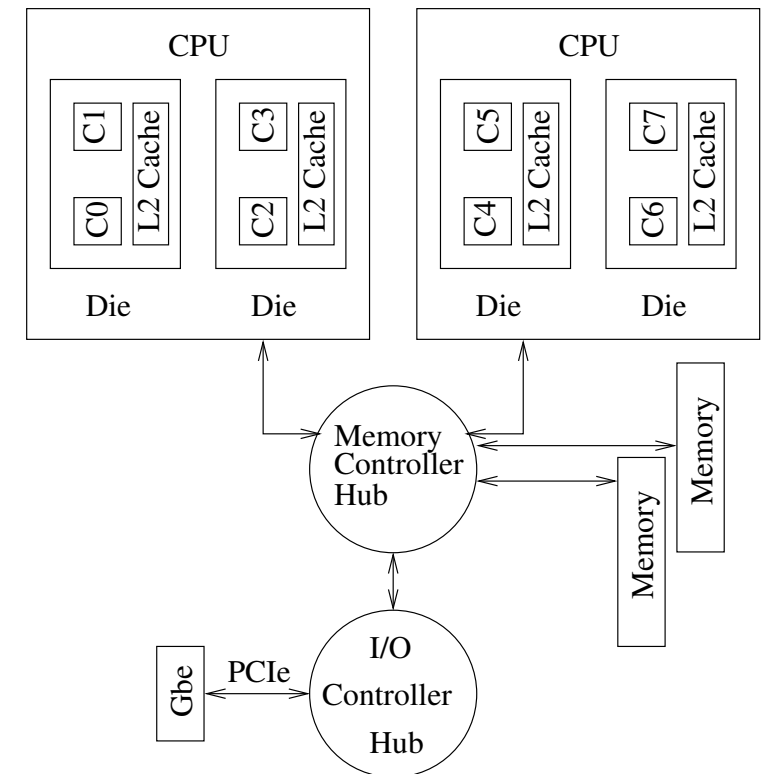 CPU
C1
C0
L2 Cache
Die
C3
C2
L2 Cache
Die
CPU
C5
C4
L2 Cache
Die
C7
C6
L2 Cache
Die
Memory
Controller
Hub
Memory
Memory
I/O
Controller
Hub
PCIe
Gbe